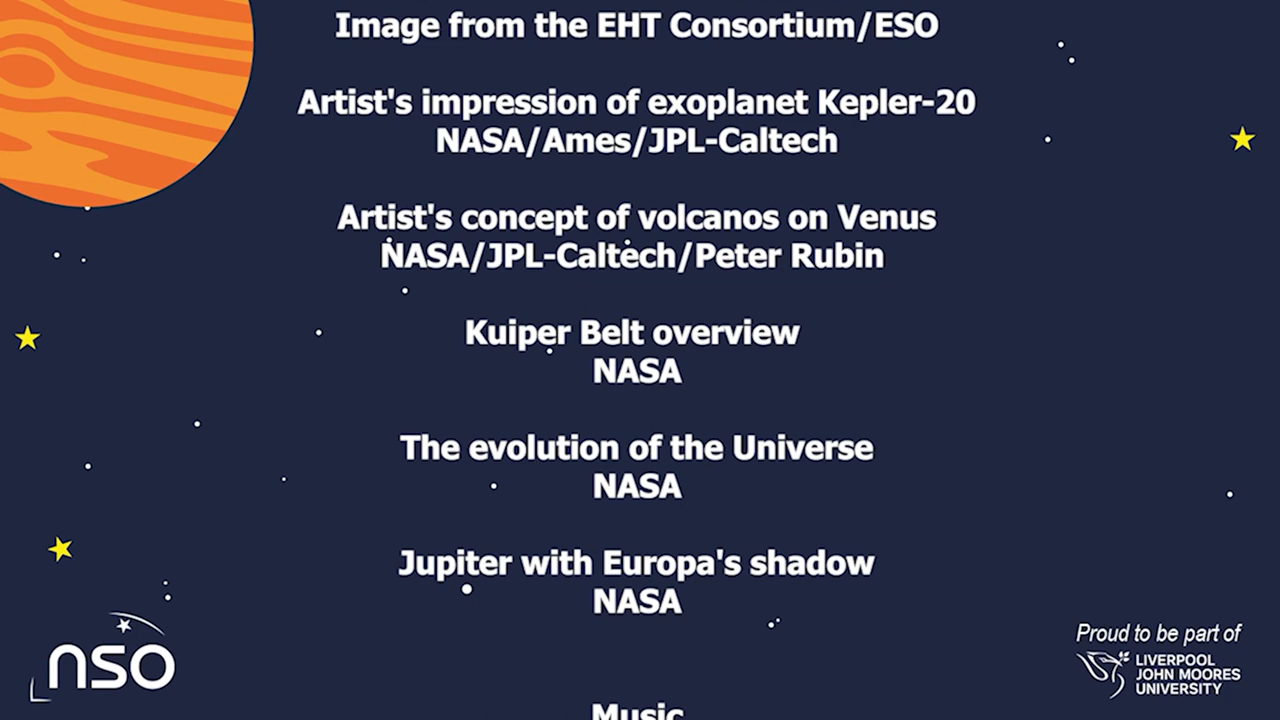 Image from the EHT Consortium/ESO
Artist's impression of exoplanet Kepler-20
NASA/Ames/JPL-Caltech
Artist's concept of volcanos on Venus
NASA/JPL-Caltech/Peter Rubin
Kuiper Belt overview
NASA
The evolution of the Universe
NASA
Jupiter with Europa's shadow
NASA
Music
nso
Proud to be part of
LIVERPOOL
JOHN MOORES
UNIVERSITY